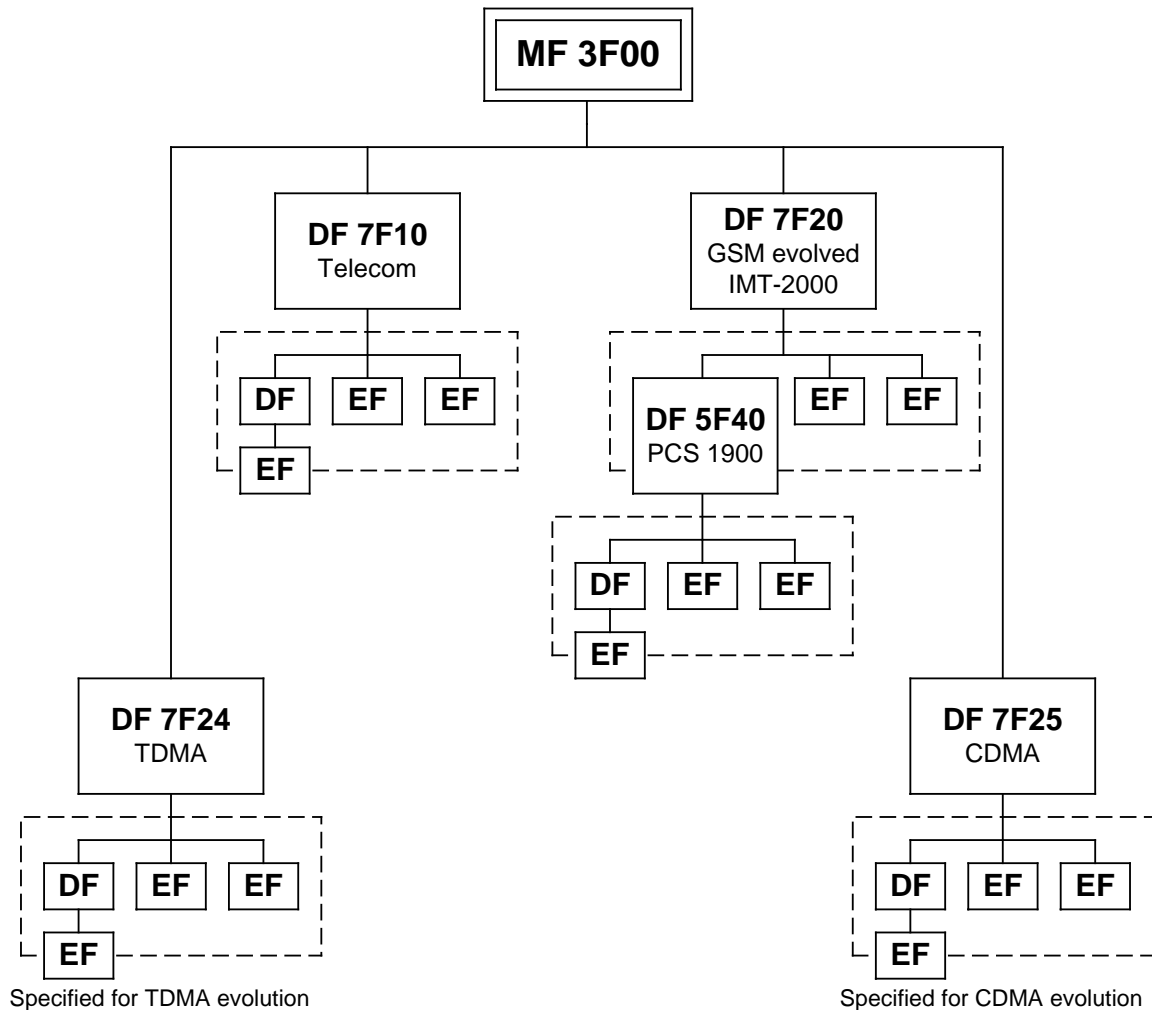 MF 3F00
DF 7F10
Telecom
DF 7F20
GSM evolved
IMT-2000
DF
EF
EF
EF
DF 5F40
PCS 1900
EF
EF
DF
EF
EF
EF
DF 7F24
TDMA
DF
EF
EF
EF
Specified for TDMA evolution
DF 7F25
CDMA
DF
EF
EF
EF
Specified for CDMA evolution